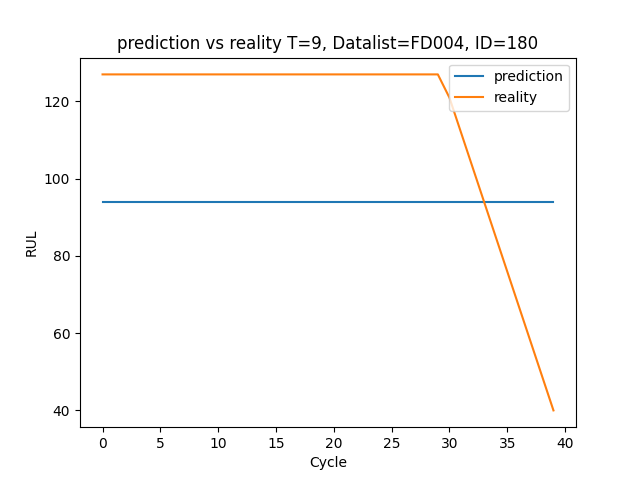 prediction vs reality T=9, Datalist=FD004, ID=180
prediction
reality
120
100
80
60
40
RUL
0 5 10 15 20 25 30 35 40
Cycle